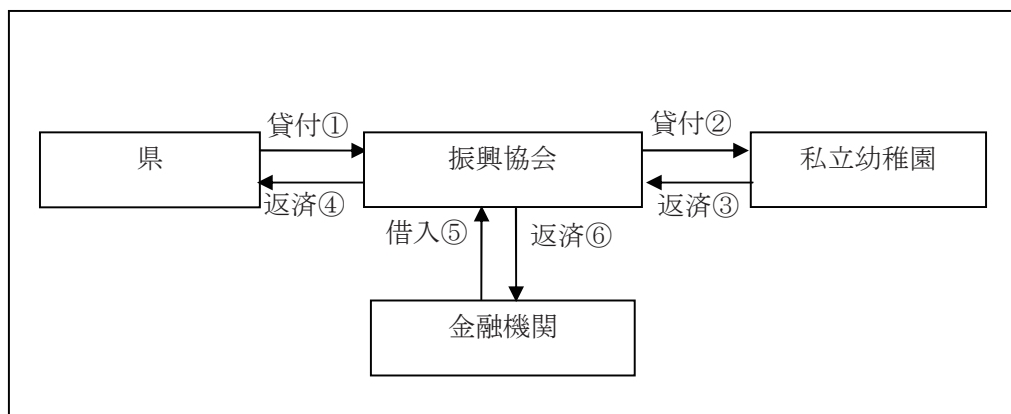 貸付①
貸付②
県
振興協会
私立幼稚園
返済④
返済③
借入⑤
返済⑥
金融機関